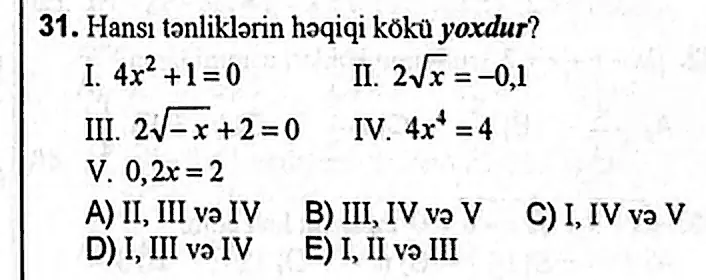 31. Hansı tənliklərin həqiqi kökü yoxdur?
I. 4x² + 1 = 0 II. 2√x = –0,1
III. 2√–x + 2 = 0 IV. 4x⁴ = 4
V. 0,2x = 2
A) II, III və IV B) III, IV və V C) I, IV və V
D) I, III və IV E) I, II və III